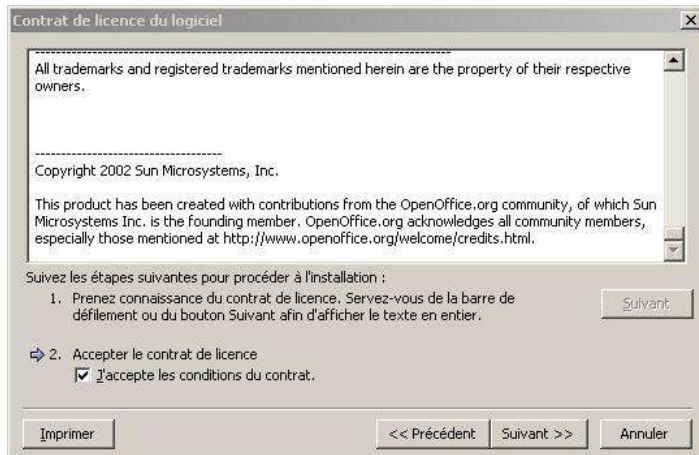 Contrat de licence du logiciel
----------------------------------------------------------------------------------
All trademarks and registered trademarks mentioned herein are the property of their respective
owners.
------------------------------------
Copyright 2002 Sun Microsystems, Inc.
This product has been created with contributions from the OpenOffice.org community, of which Sun
Microsystems Inc. is the founding member. OpenOffice.org acknowledges all community members,
especially those mentioned at http://www.openoffice.org/welcome/credits.html.
Suivez les étapes suivantes pour procéder à l'installation :
1. Prenez connaissance du contrat de licence. Servez-vous de la barre de
défilement ou du bouton Suivant afin d'afficher le texte en entier.
Suivant
2. Accepter le contrat de licence
J'accepte les conditions du contrat.
Imprimer
<< Précédent
Suivant >>
Annuler